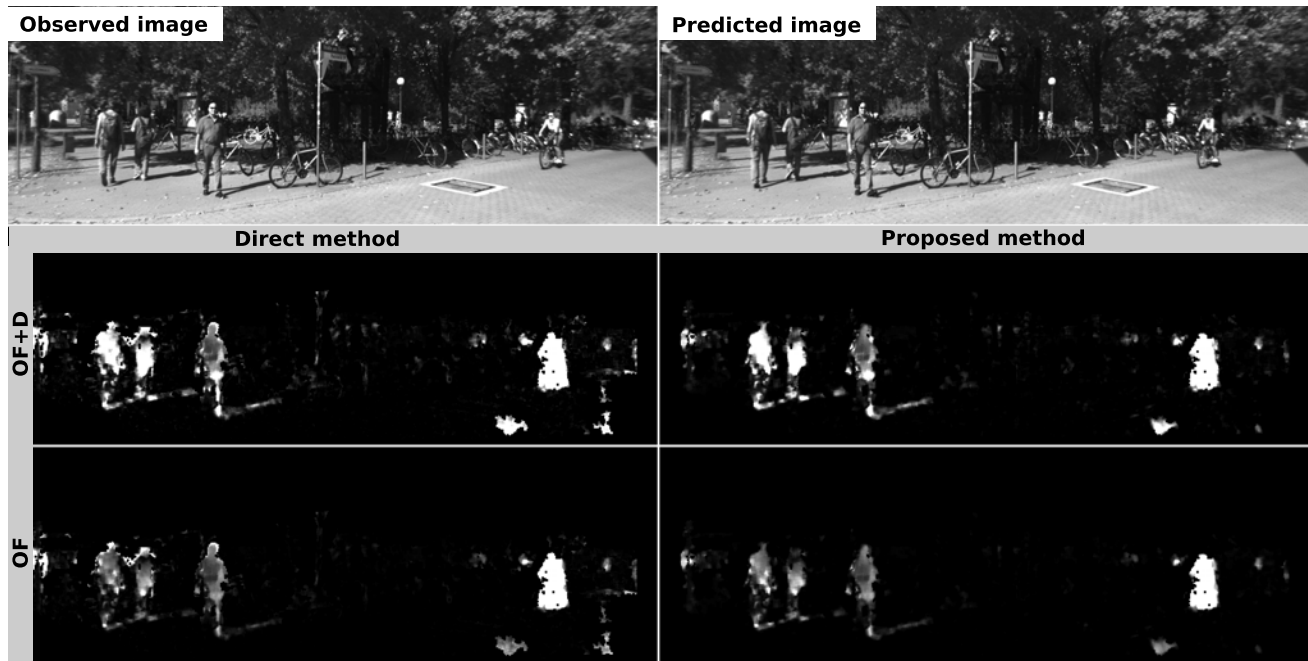 Observed image
Predicted image
Direct method
Proposed method
OF+D
OF